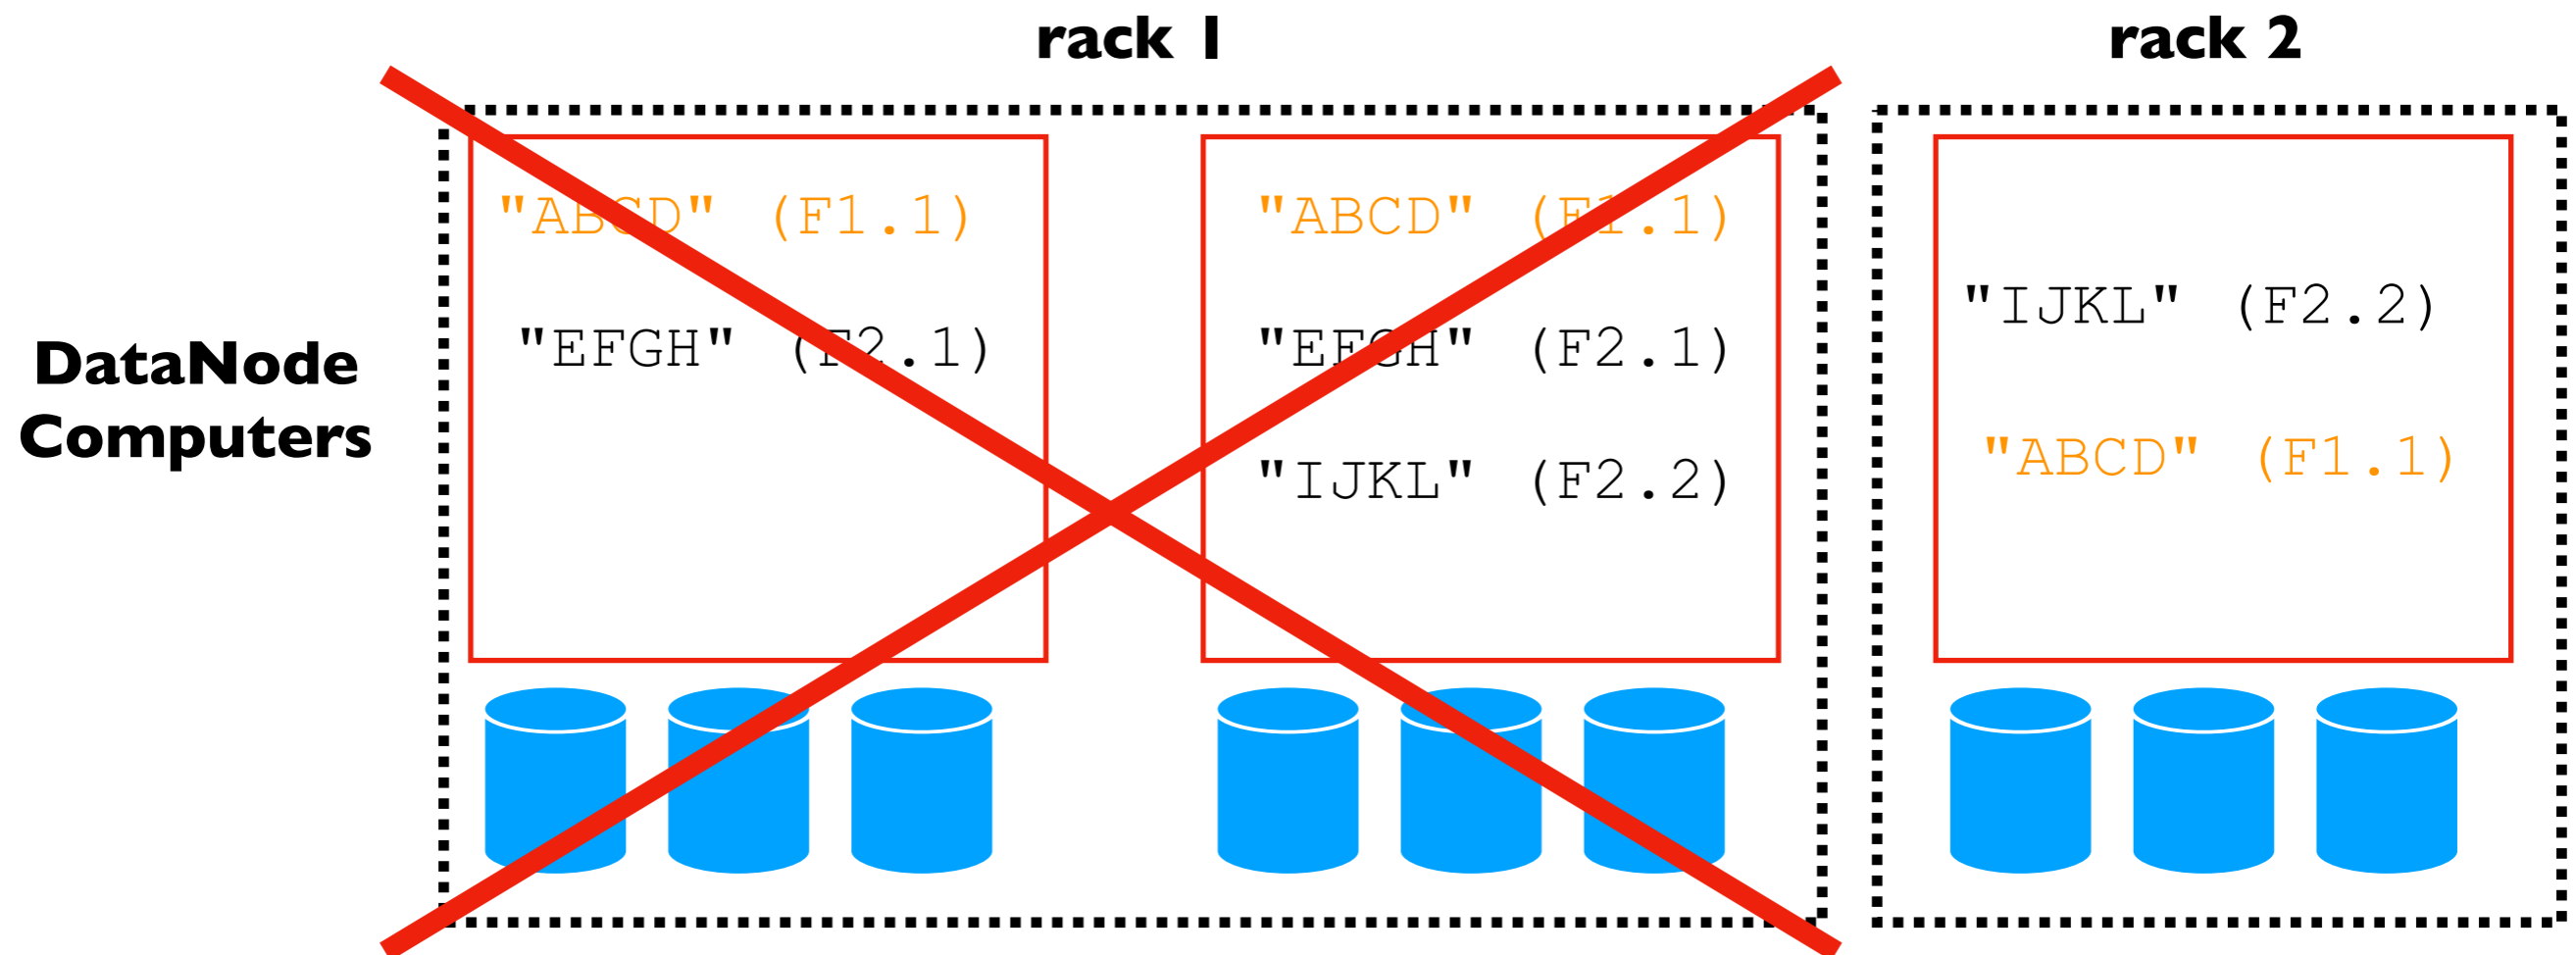 rack 1
rack 2
DataNode
Computers
"ABCD" (F1.1)
"EFGH" (F2.1)
"ABCD" (F1.1)
"EFGH" (F2.1)
"IJKL" (F2.2)
"IJKL" (F2.2)
"ABCD" (F1.1)